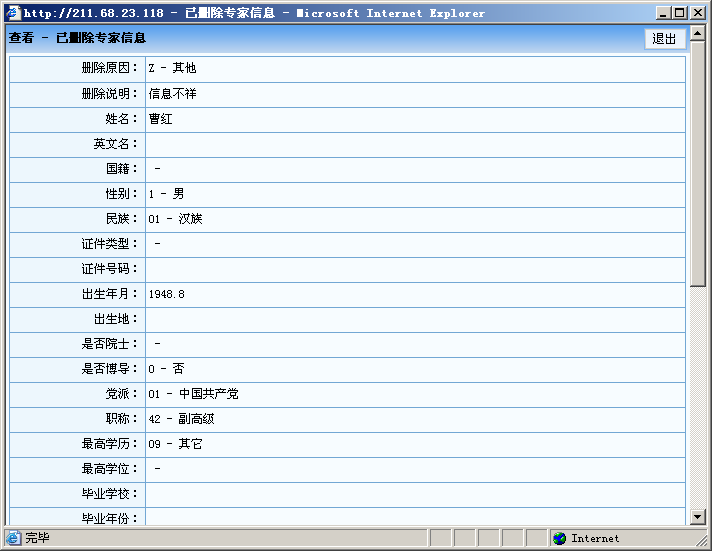 http://211.68.23.118 - 已删除专家信息 - Microsoft Internet Explorer
查看 - 已删除专家信息 退出
删除原因： Z - 其他
删除说明： 信息不祥
姓名： 曹红
英文名：
国籍： -
性别： 1 - 男
民族： 01 - 汉族
证件类型： -
证件号码：
出生年月： 1948.8
出生地：
是否院士： -
是否博导： 0 - 否
党派： 01 - 中国共产党
职称： 42 - 副高级
最高学历： 09 - 其它
最高学位： -
毕业学校：
毕业年份：
完毕 Internet